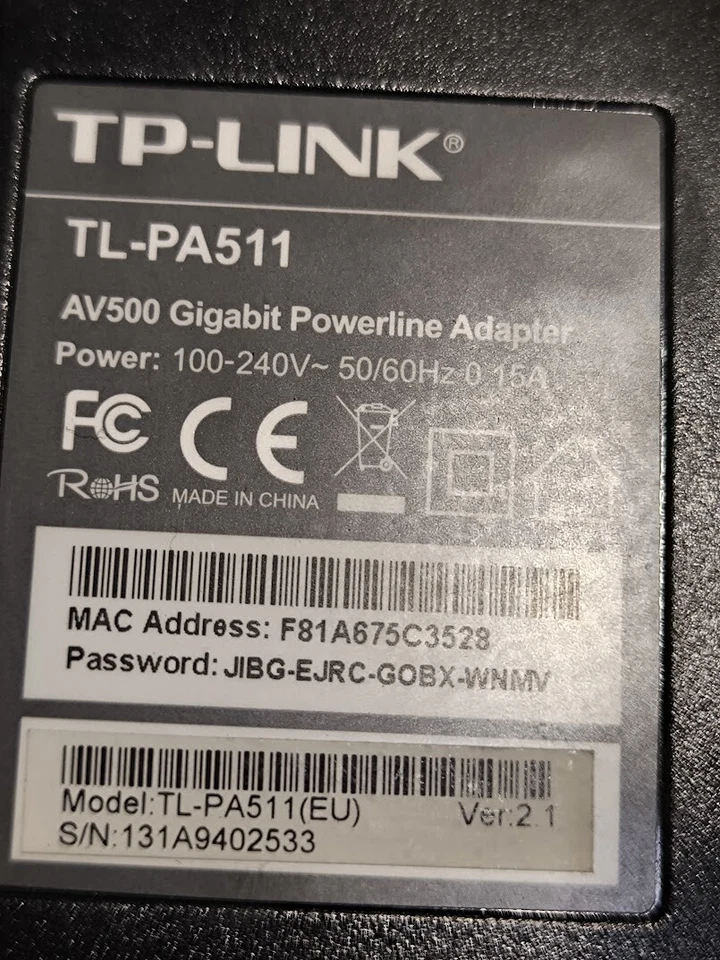 TP-LINK®
TL-PA511
AV500 Gigabit Powerline Adapter
Power: 100-240V~ 50/60Hz 0.15A
FC CE
RoHS MADE IN CHINA
MAC Address: F81A675C3528
Password: JIBG-EJRC-GOBX-WNMV
Model:TL-PA511(EU) Ver:2.1
S/N:131A9402533